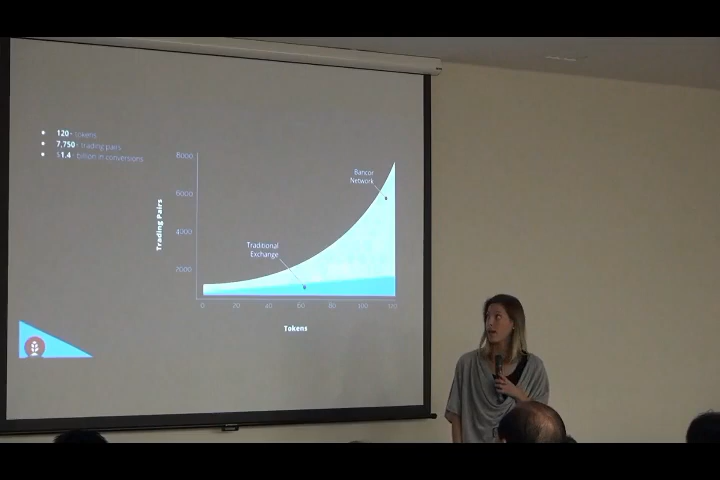 120+ tokens
7,750+ trading pairs
$1.4+ billion in conversions
8000
6000
4000
2000
Trading Pairs
Bancor
Network
Traditional
Exchange
0 20 40 60 80 100 120
Tokens